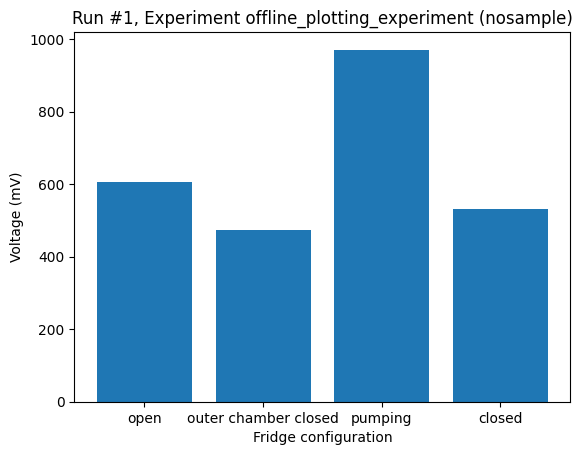 Run #1, Experiment offline_plotting_experiment (nosample)
1000
800
600
400
200
0
Voltage (mV)
open outer chamber closed pumping closed
Fridge configuration